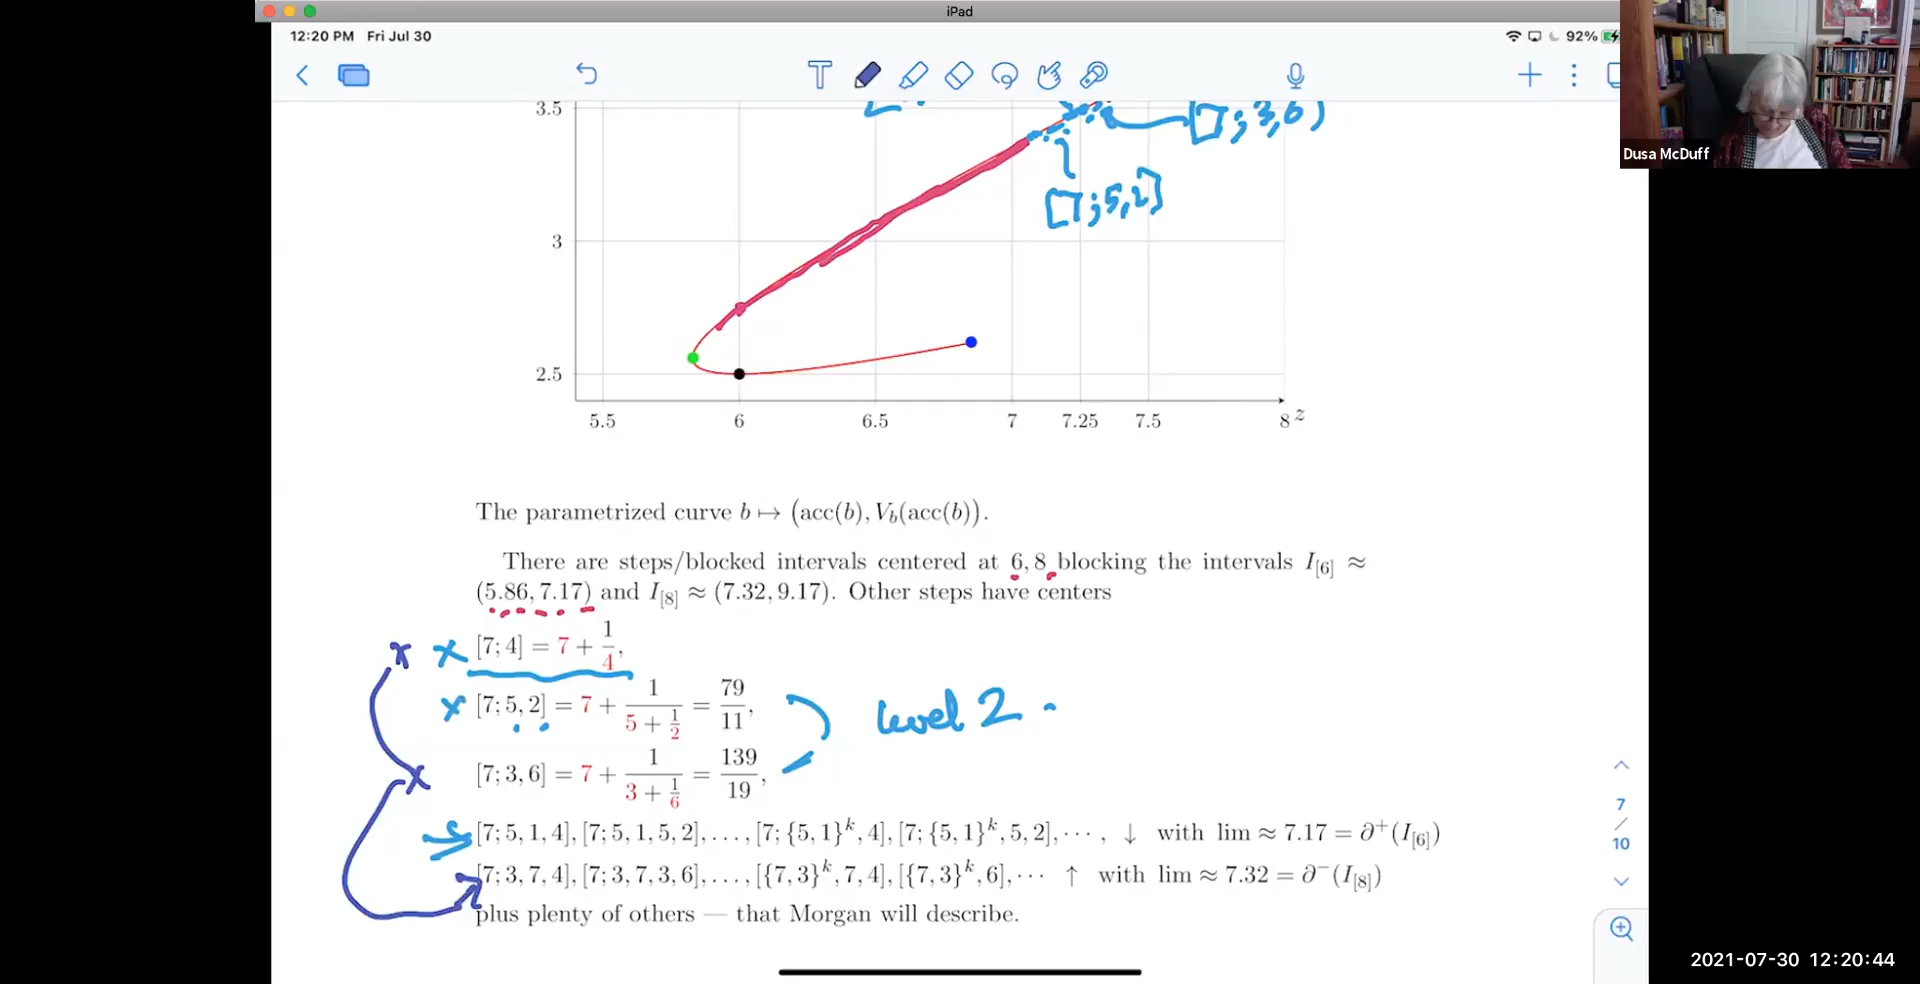 iPad
12:20 PM Fri Jul 30
92%
Dusa McDuff
3.5
[7;3,6]
[7;5,2]
3
2.5
5.5 6 6.5 7 7.25 7.5 8 z
The parametrized curve b ↦ (acc(b), V_b(acc(b)).
There are steps/blocked intervals centered at 6, 8 blocking the intervals I_[6] ≈
(5.86, 7.17) and I_[8] ≈ (7.32, 9.17). Other steps have centers
x x [7; 4] = 7 + 1/4,
x [7; 5, 2] = 7 + 1/(5 + 1/2) = 79/11,
level 2
x [7; 3, 6] = 7 + 1/(3 + 1/6) = 139/19,
[7; 5, 1, 4], [7; 5, 1, 5, 2], . . . , [7; {5, 1}^k, 4], [7; {5, 1}^k, 5, 2], · · · , ↓ with lim ≈ 7.17 = ∂^+(I_[6])
[7; 3, 7, 4], [7; 3, 7, 3, 6], . . . , [{7, 3}^k, 7, 4], [{7, 3}^k, 6], · · · ↑ with lim ≈ 7.32 = ∂^−(I_[8])
plus plenty of others — that Morgan will describe.
7
/
10
2021-07-30 12:20:44